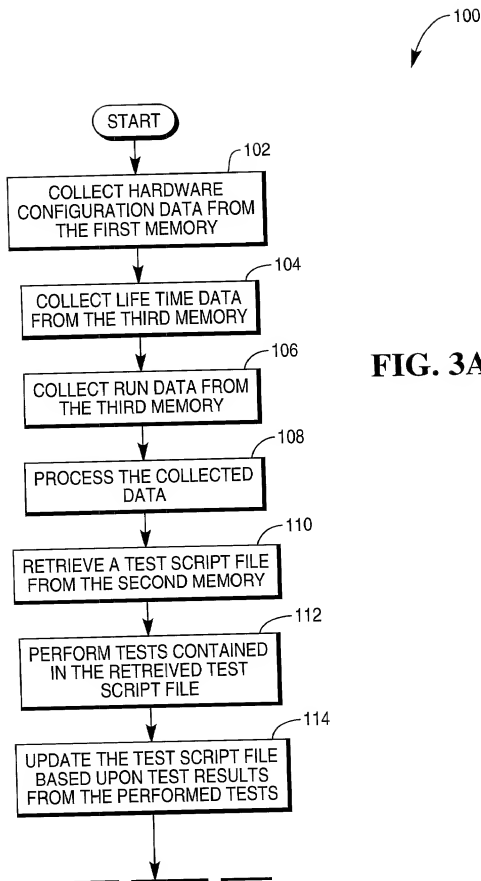 100
START
102
COLLECT HARDWARE
CONFIGURATION DATA FROM
THE FIRST MEMORY
104
COLLECT LIFE TIME DATA
FROM THE THIRD MEMORY
106
COLLECT RUN DATA FROM
THE THIRD MEMORY
FIG. 3A
108
PROCESS THE COLLECTED
DATA
110
RETRIEVE A TEST SCRIPT FILE
FROM THE SECOND MEMORY
112
PERFORM TESTS CONTAINED
IN THE RETREIVED TEST
SCRIPT FILE
114
UPDATE THE TEST SCRIPT FILE
BASED UPON TEST RESULTS
FROM THE PERFORMED TESTS